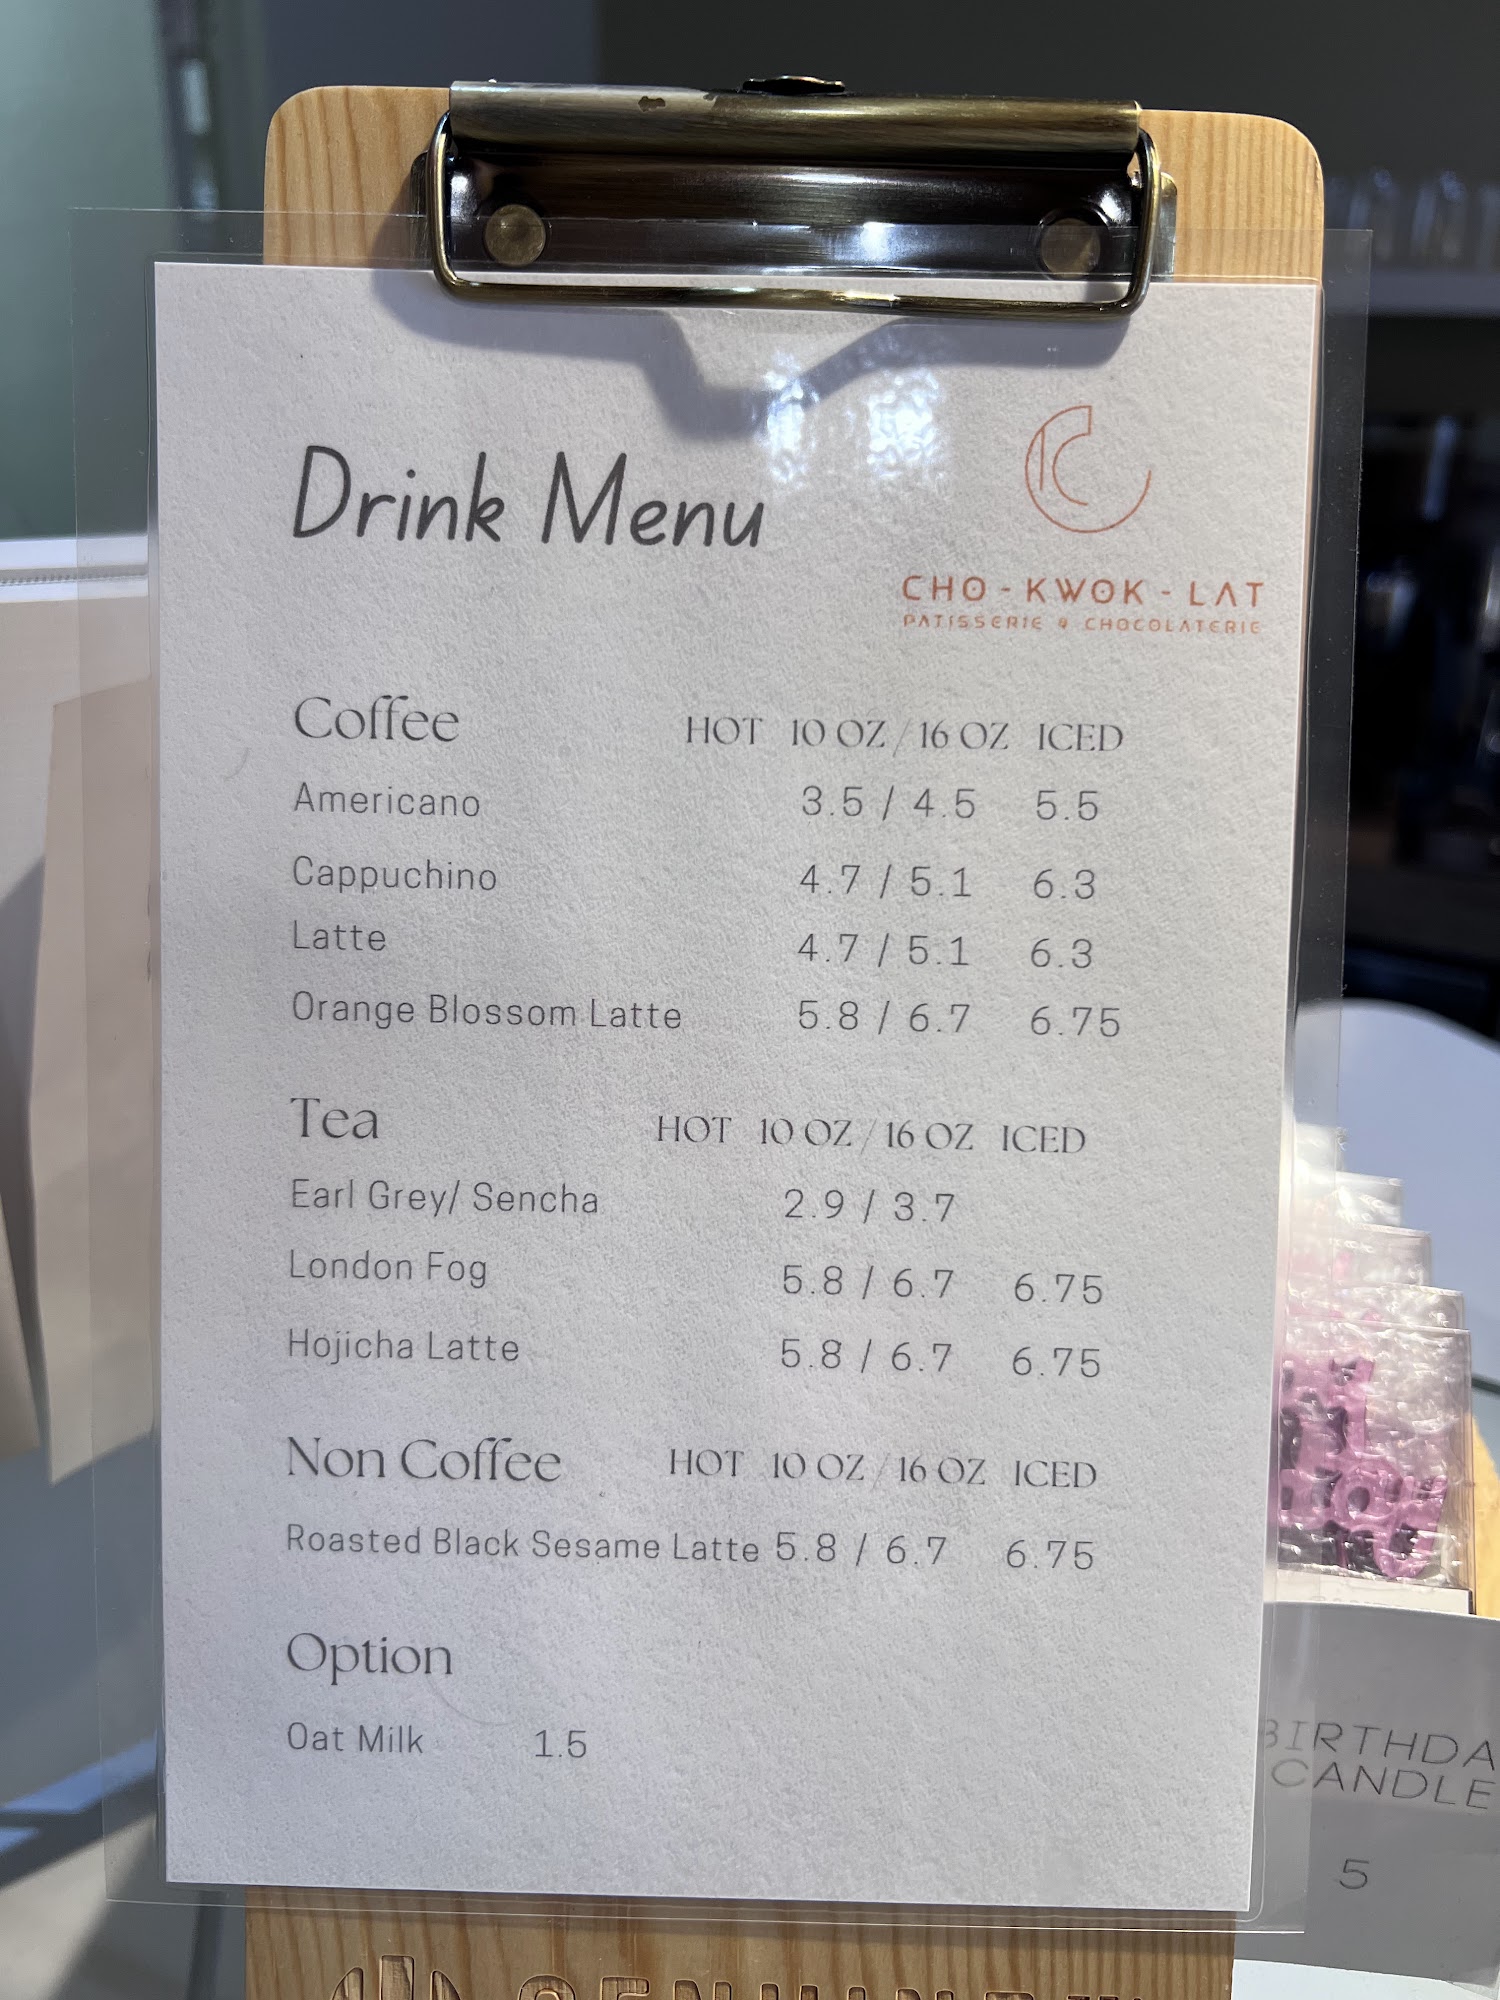 Drink Menu
CHO-KWOK-LAT
PATISSERIE & CHOCOLATERIE
Coffee HOT 10 OZ / 16 OZ ICED
Americano 3.5 / 4.5 5.5
Cappuchino 4.7 / 5.1 6.3
Latte 4.7 / 5.1 6.3
Orange Blossom Latte 5.8 / 6.7 6.75
Tea HOT 10 OZ / 16 OZ ICED
Earl Grey/ Sencha 2.9 / 3.7
London Fog 5.8 / 6.7 6.75
Hojicha Latte 5.8 / 6.7 6.75
Non Coffee HOT 10 OZ / 16 OZ ICED
Roasted Black Sesame Latte 5.8 / 6.7 6.75
Option
Oat Milk 1.5
BIRTHDA
CANDLE
5